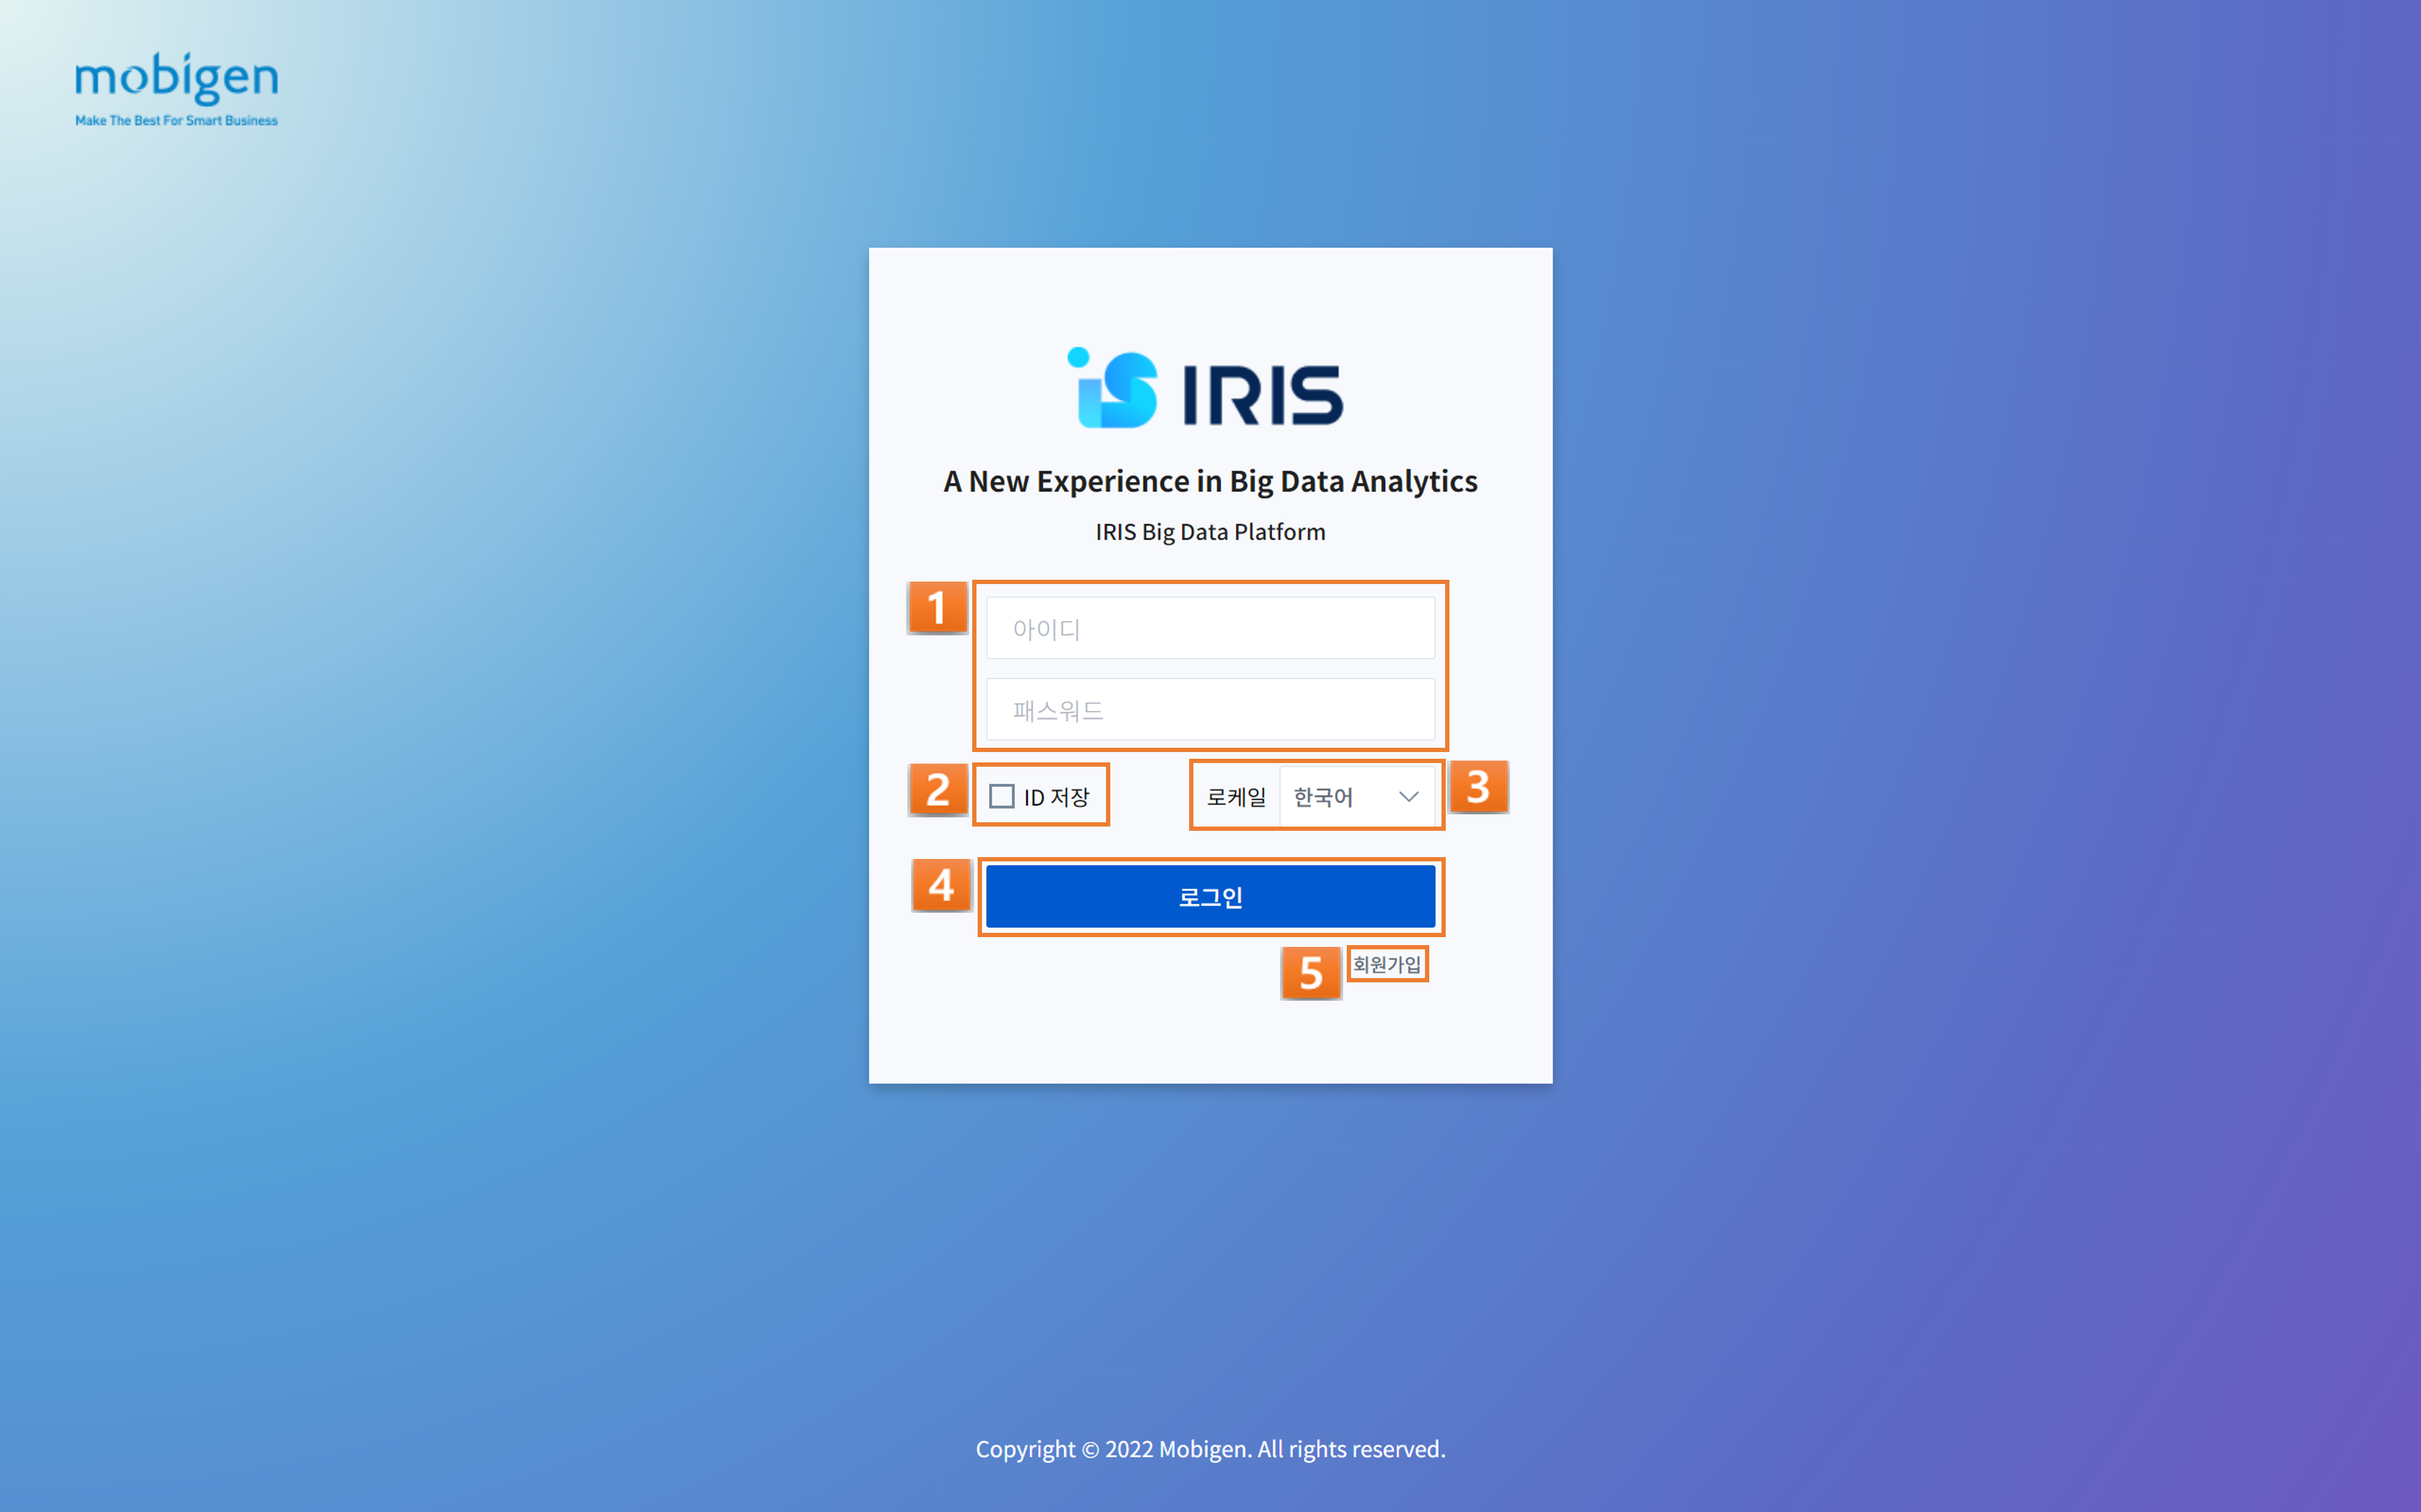 mobigen
Make The Best For Smart Business
iS IRIS
A New Experience in Big Data Analytics
IRIS Big Data Platform
1
아이디
패스워드
2 ID 저장 로케일 한국어 3
4 로그인
5 회원가입
Copyright © 2022 Mobigen. All rights reserved.